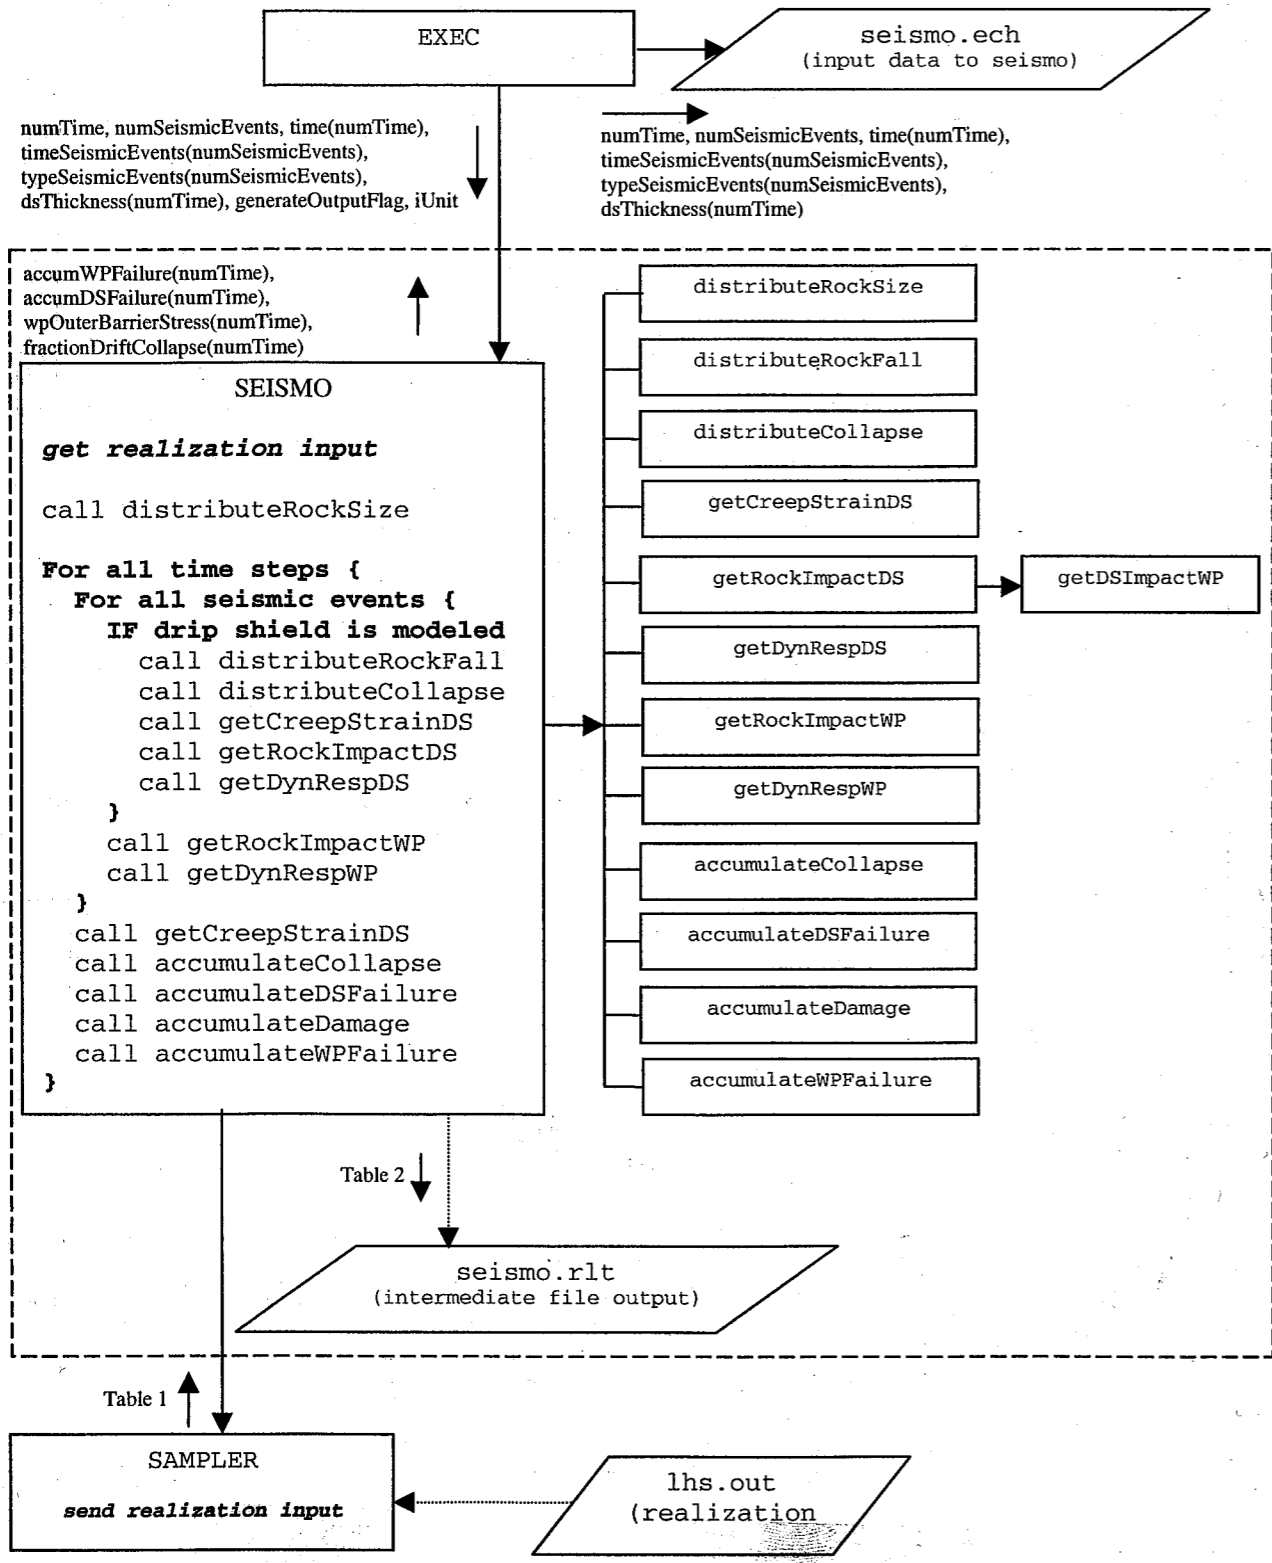 EXEC
seismo.ech
(input data to seismo)
numTime, numSeismicEvents, time(numTime),
timeSeismicEvents(numSeismicEvents),
typeSeismicEvents(numSeismicEvents),
dsThickness(numTime), generateOutputFlag, iUnit
numTime, numSeismicEvents, time(numTime),
timeSeismicEvents(numSeismicEvents),
typeSeismicEvents(numSeismicEvents),
dsThickness(numTime)
accumWPFailure(numTime),
accumDSFailure(numTime),
wpOuterBarrierStress(numTime),
fractionDriftCollapse(numTime)
SEISMO
get realization input
call distributeRockSize
For all time steps {
For all seismic events {
IF drip shield is modeled
call distributeRockFall
call distributeCollapse
call getCreepStrainDS
call getRockImpactDS
call getDynRespDS
}
call getRockImpactWP
call getDynRespWP
}
call getCreepStrainDS
call accumulateCollapse
call accumulateDSFailure
call accumulateDamage
call accumulateWPFailure
}
distributeRockSize
distributeRockFall
distributeCollapse
getCreepStrainDS
getRockImpactDS
getDSImpactWP
getDynRespDS
getRockImpactWP
getDynRespWP
accumulateCollapse
accumulateDSFailure
accumulateDamage
accumulateWPFailure
Table 2
seismo.rlt
(intermediate file output)
Table 1
SAMPLER
send realization input
lhs.out
(realization